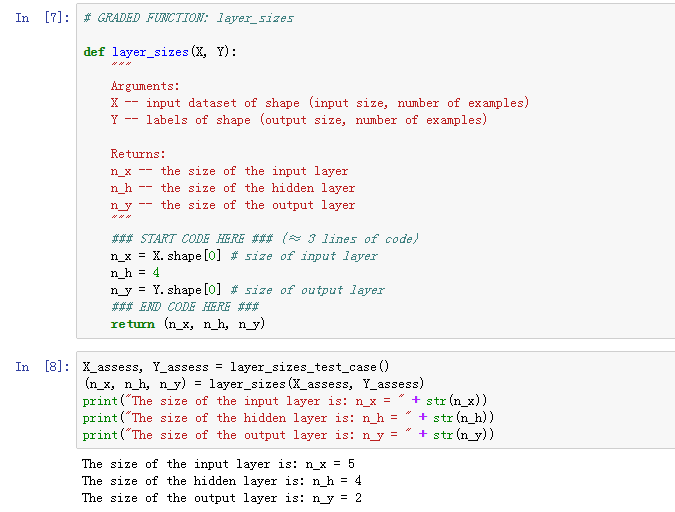 In [7]: # GRADED FUNCTION: layer_sizes
def layer_sizes(X, Y):
"""
Arguments:
X -- input dataset of shape (input size, number of examples)
Y -- labels of shape (output size, number of examples)
Returns:
n_x -- the size of the input layer
n_h -- the size of the hidden layer
n_y -- the size of the output layer
"""
### START CODE HERE ### (≈ 3 lines of code)
n_x = X.shape[0] # size of input layer
n_h = 4
n_y = Y.shape[0] # size of output layer
### END CODE HERE ###
return (n_x, n_h, n_y)
In [8]: X_assess, Y_assess = layer_sizes_test_case()
(n_x, n_h, n_y) = layer_sizes(X_assess, Y_assess)
print("The size of the input layer is: n_x = " + str(n_x))
print("The size of the hidden layer is: n_h = " + str(n_h))
print("The size of the output layer is: n_y = " + str(n_y))
The size of the input layer is: n_x = 5
The size of the hidden layer is: n_h = 4
The size of the output layer is: n_y = 2